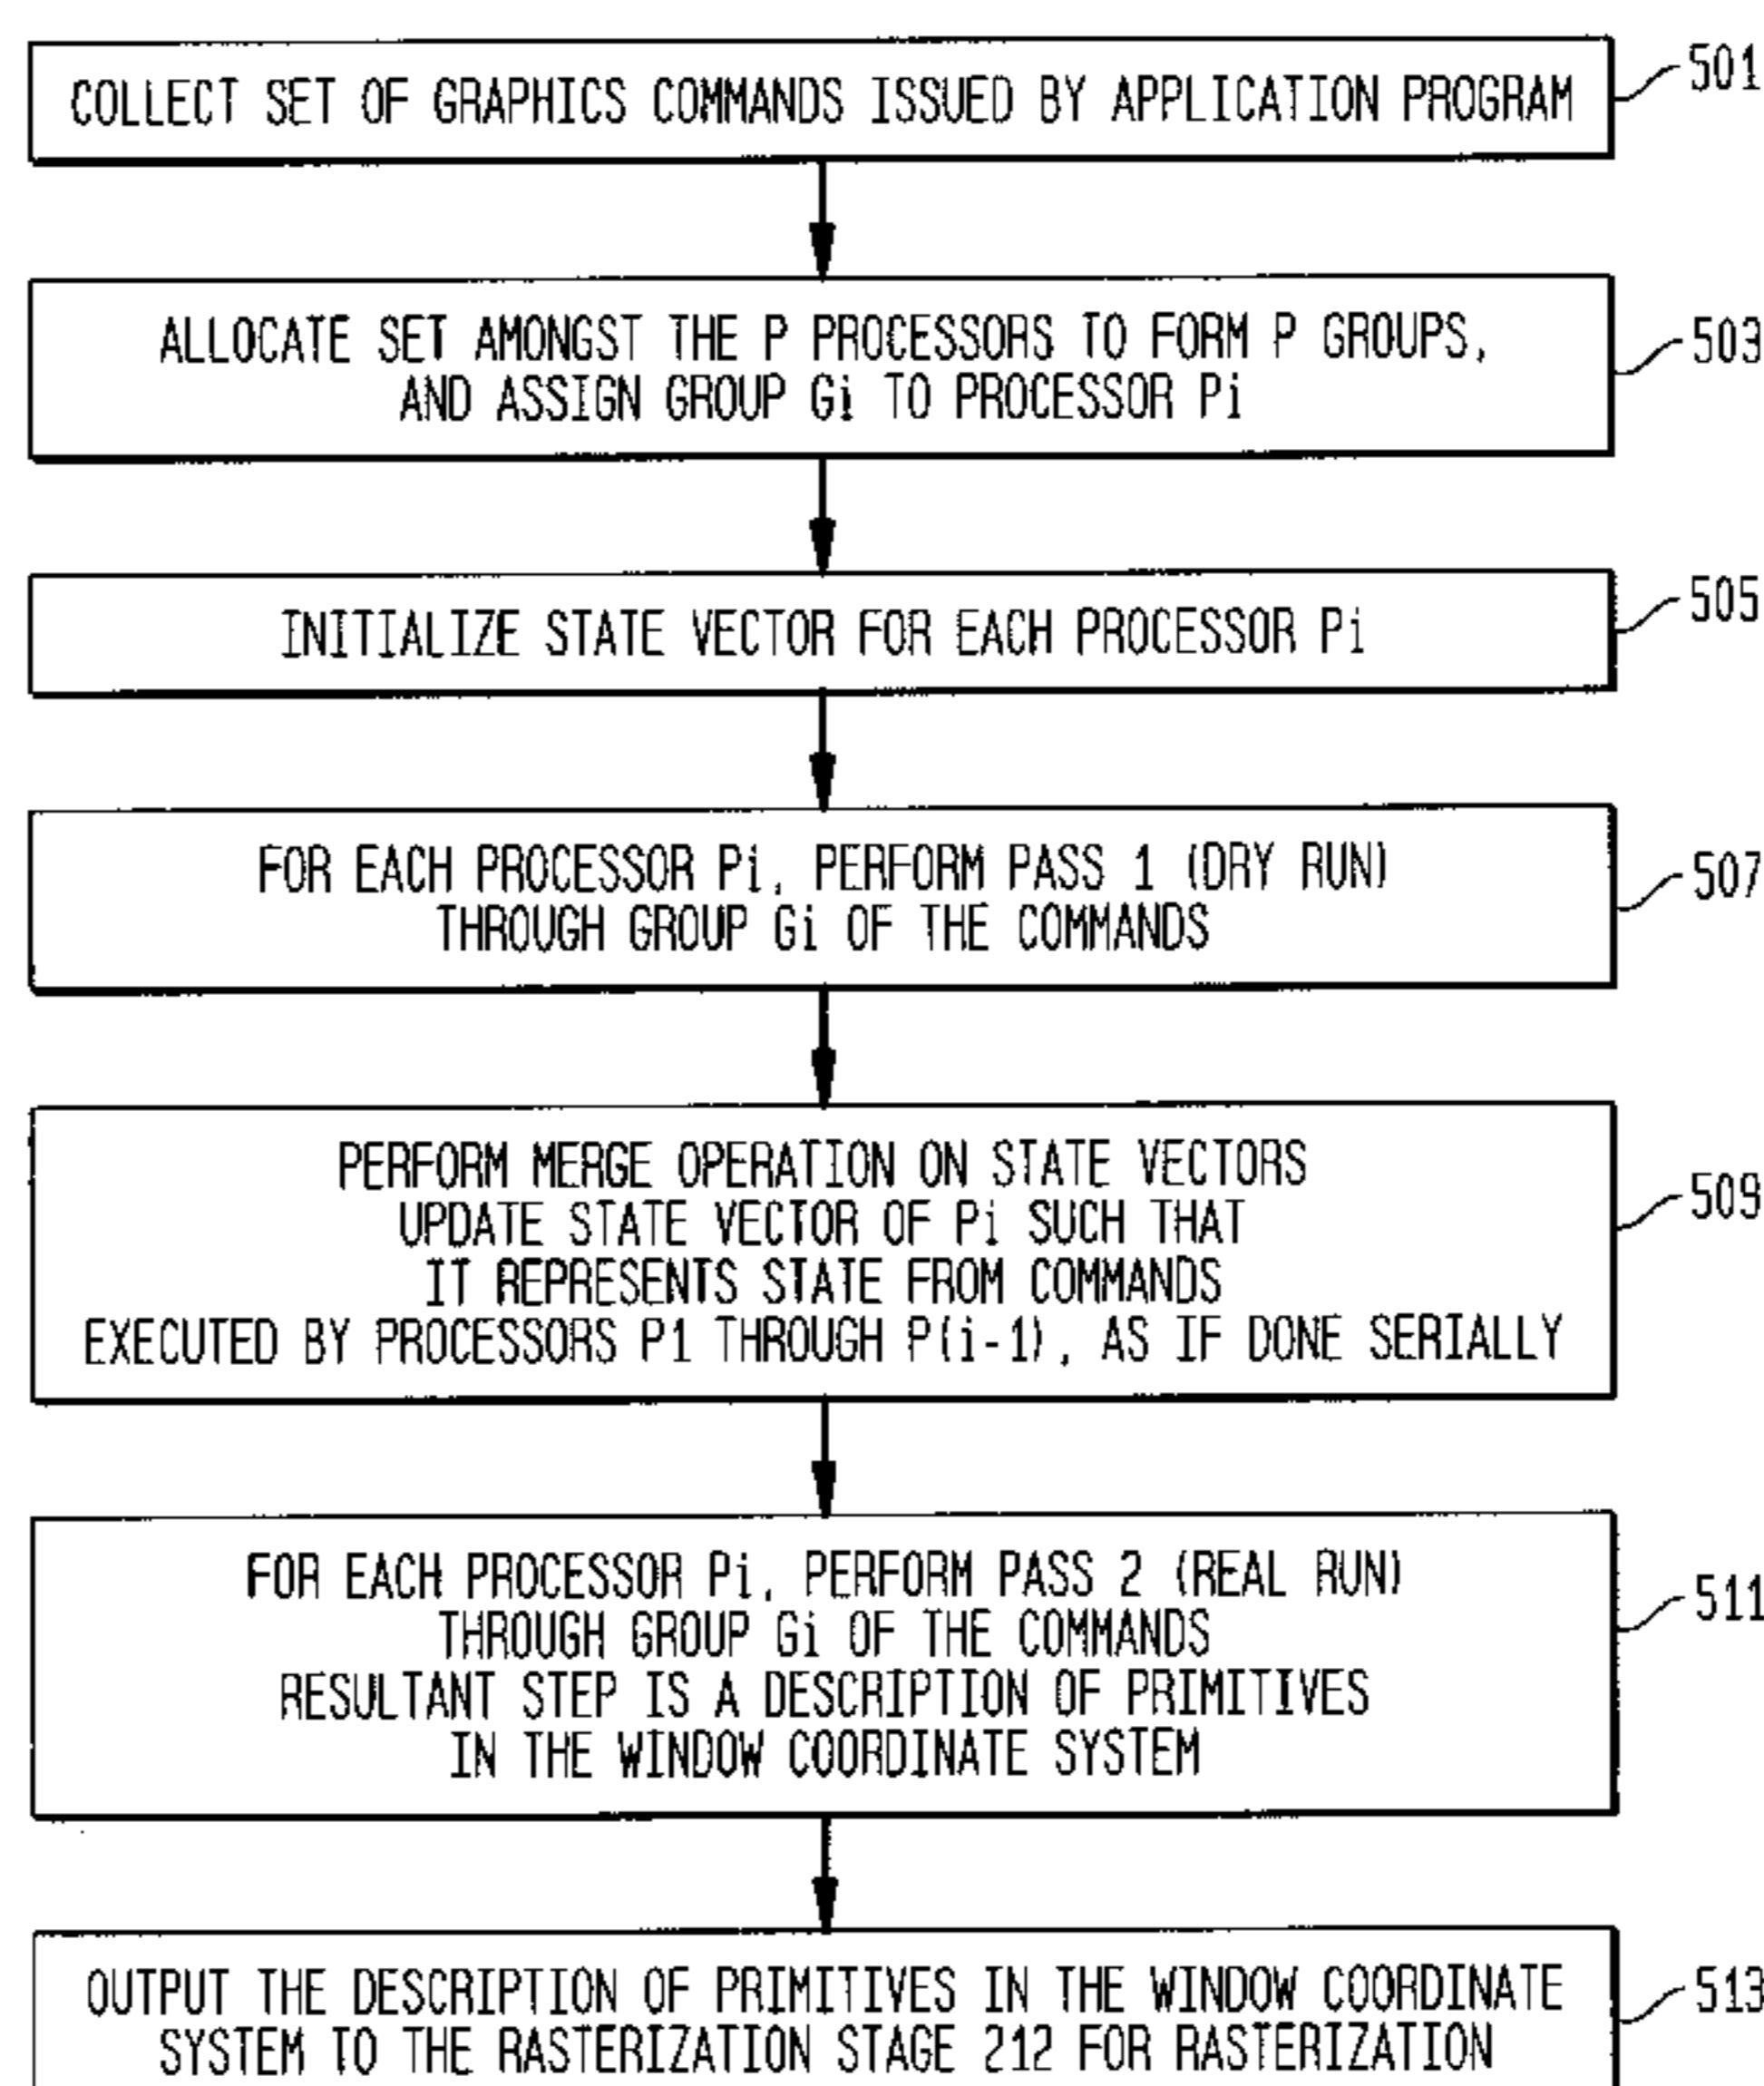 COLLECT SET OF GRAPHICS COMMANDS ISSUED BY APPLICATION PROGRAM
501
ALLOCATE SET AMONGST THE P PROCESSORS TO FORM P GROUPS,
AND ASSIGN GROUP Gi TO PROCESSOR Pi
503
INITIALIZE STATE VECTOR FOR EACH PROCESSOR Pi
505
FOR EACH PROCESSOR Pi, PERFORM PASS 1 (DRY RUN)
THROUGH GROUP Gi OF THE COMMANDS
507
PERFORM MERGE OPERATION ON STATE VECTORS
UPDATE STATE VECTOR OF Pi SUCH THAT
IT REPRESENTS STATE FROM COMMANDS
EXECUTED BY PROCESSORS P1 THROUGH P(i-1), AS IF DONE SERIALLY
509
FOR EACH PROCESSOR Pi, PERFORM PASS 2 (REAL RUN)
THROUGH GROUP Gi OF THE COMMANDS
RESULTANT STEP IS A DESCRIPTION OF PRIMITIVES
IN THE WINDOW COORDINATE SYSTEM
511
OUTPUT THE DESCRIPTION OF PRIMITIVES IN THE WINDOW COORDINATE
SYSTEM TO THE RASTERIZATION STAGE 212 FOR RASTERIZATION
513